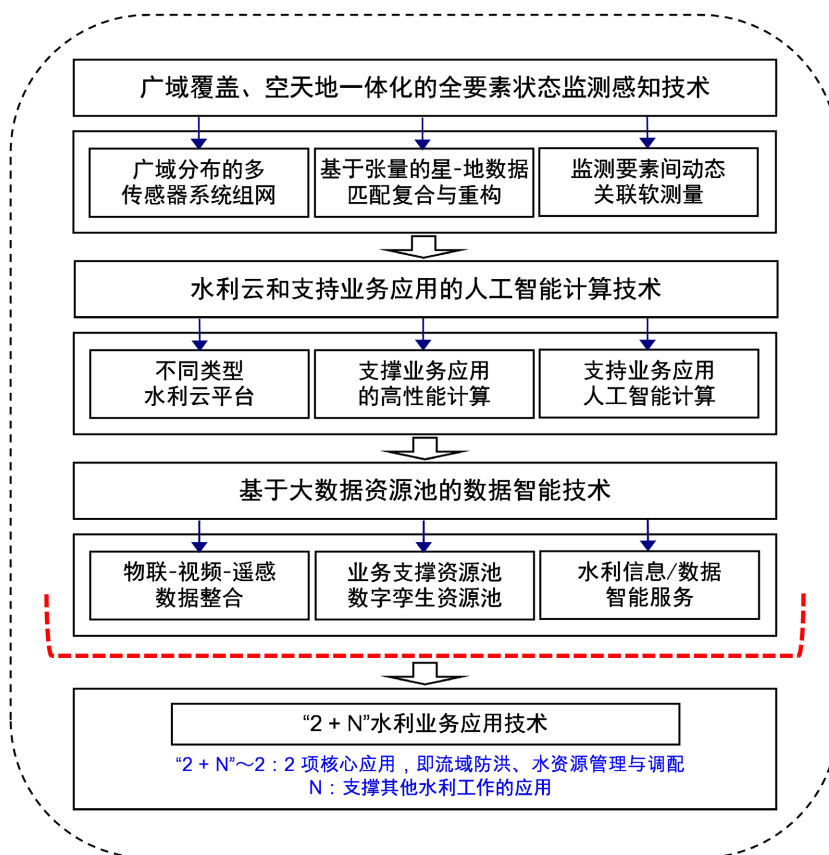 广域覆盖、空天地一体化的全要素状态监测感知技术
广域分布的多
传感器系统组网
基于张量的星-地数据
匹配复合与重构
监测要素间动态
关联软测量
水利云和支持业务应用的人工智能计算技术
不同类型
水利云平台
支撑业务应用
的高性能计算
支持业务应用
人工智能计算
基于大数据资源池的数据智能技术
物联-视频-遥感
数据整合
业务支撑资源池
数字孪生资源池
水利信息/数据
智能服务
“2 + N”水利业务应用技术
“2 + N”～2：2 项核心应用，即流域防洪、水资源管理与调配
N：支撑其他水利工作的应用